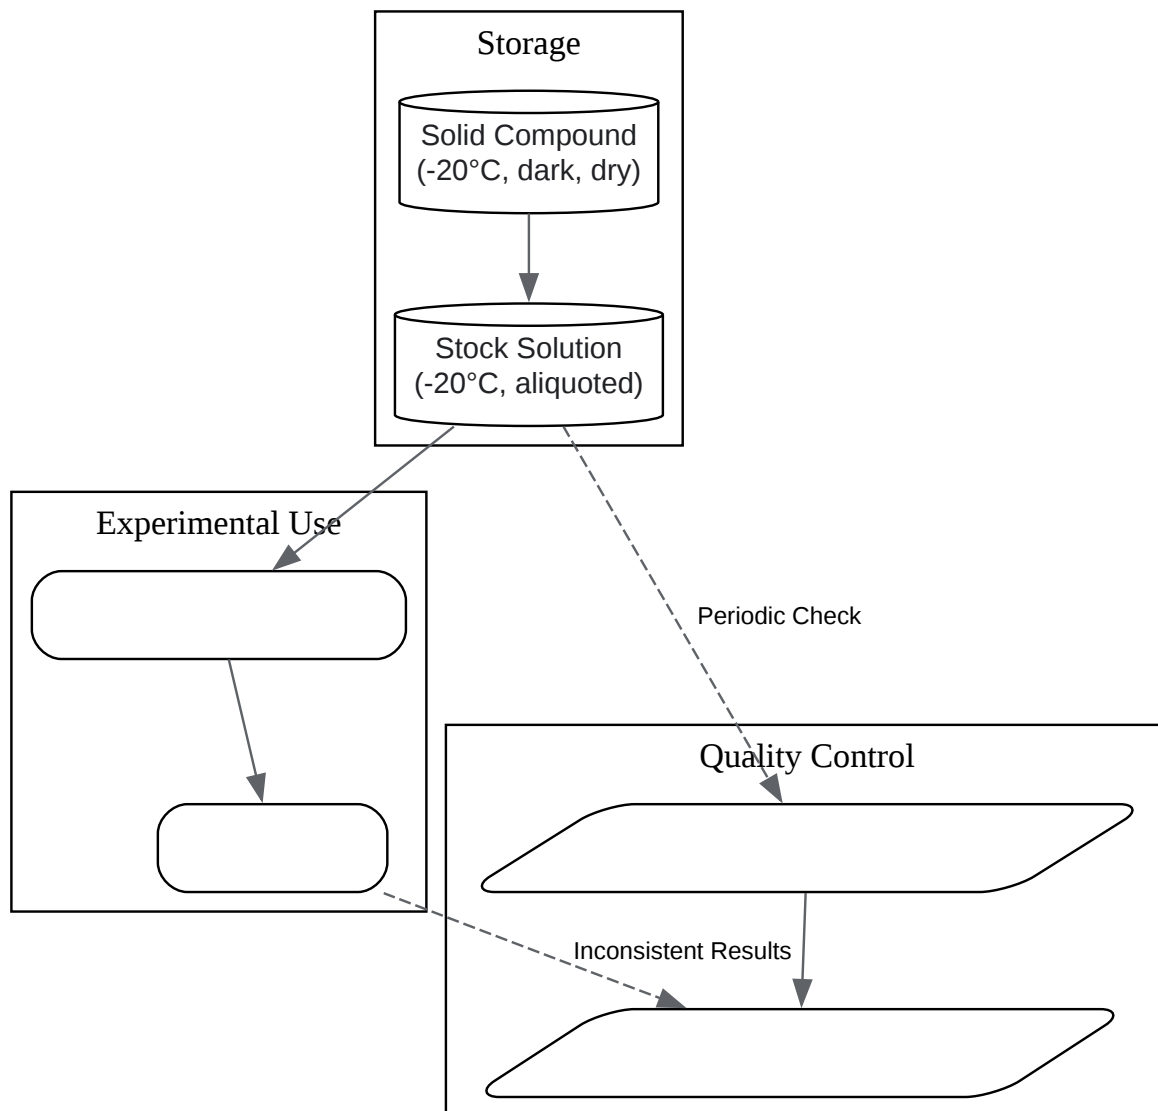 Storage
Solid Compound
(-20°C, dark, dry)
Stock Solution
(-20°C, aliquoted)
Experimental Use
Periodic Check
Quality Control
Inconsistent Results